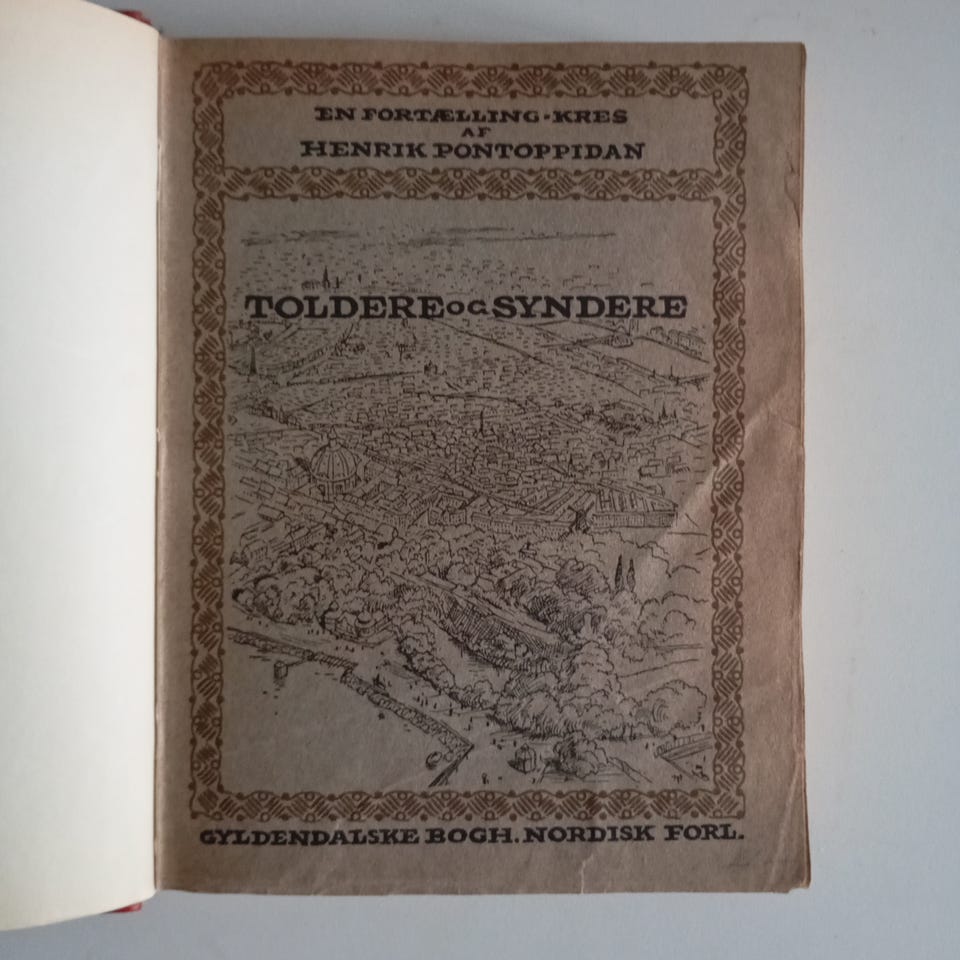 EN FORTÆLLING-KRES
AF
HENRIK PONTOPPIDAN
TOLDERE OG SYNDERE
GYLDENDALSKE BOGH. NORDISK FORL.